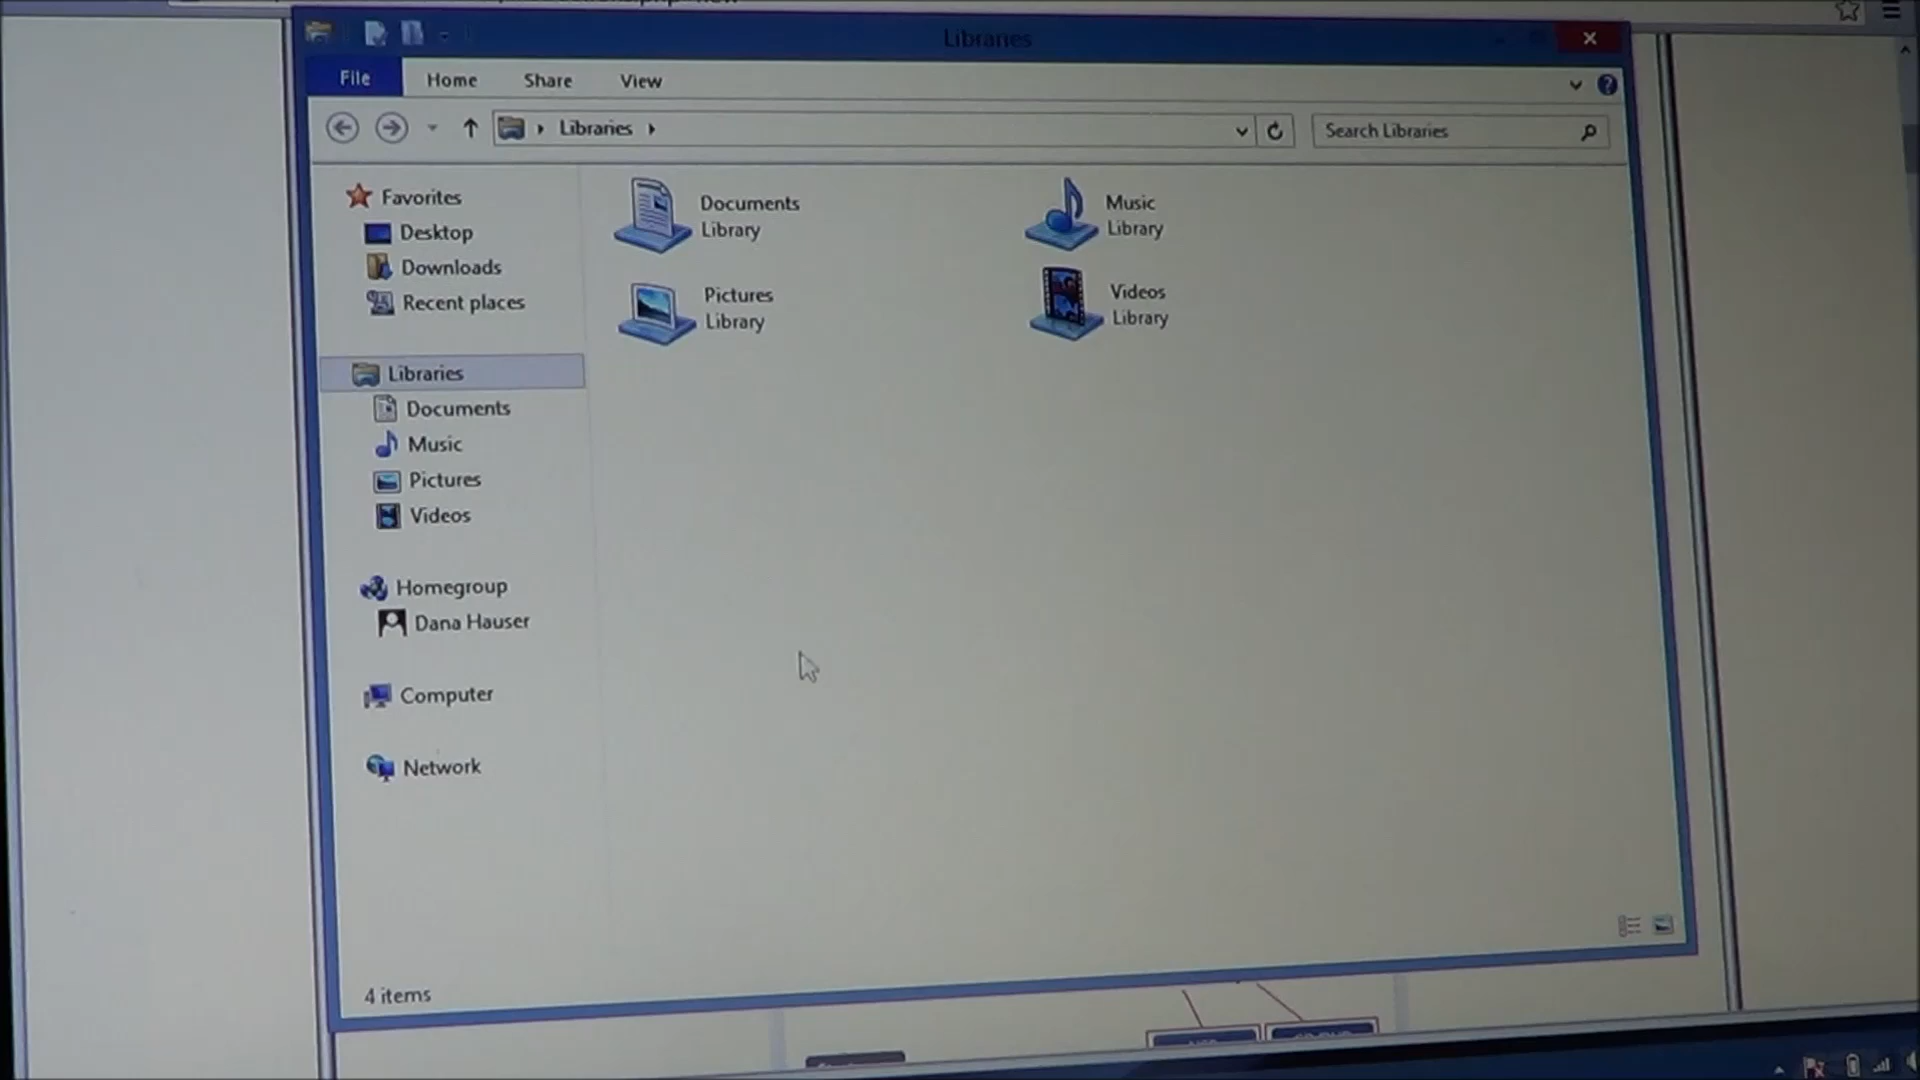 Libraries
File Home Share View
Libraries
Search Libraries
Favorites
Desktop
Downloads
Recent places
Libraries
Documents
Music
Pictures
Videos
Homegroup
Dana Hauser
Computer
Network
Documents
Library
Music
Library
Pictures
Library
Videos
Library
4 items